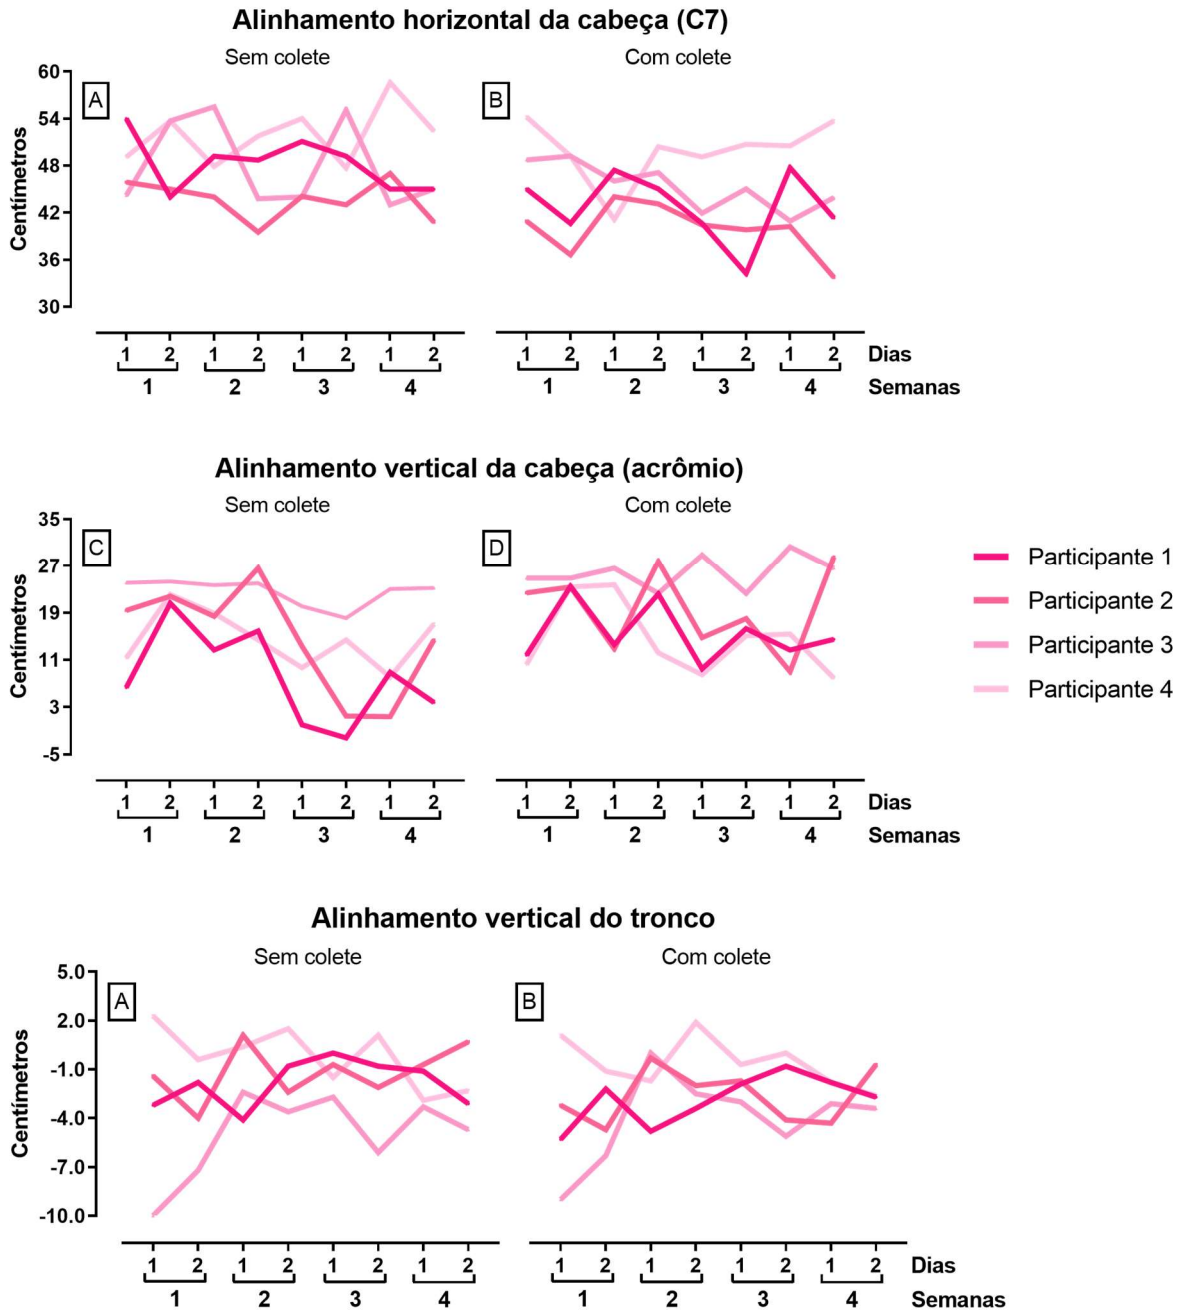 Alinhamento horizontal da cabeça (C7)
Sem colete
Com colete
A
B
Centímetros
60
54
48
42
36
30
1 2 1 2 1 2 1 2
1 2 1 2 1 2 1 2 Dias
1 2 3 4
1 2 3 4 Semanas
Alinhamento vertical da cabeça (acrômio)
Sem colete
Com colete
C
D
Centímetros
35
27
19
11
3
-5
1 2 1 2 1 2 1 2
1 2 1 2 1 2 1 2 Dias
1 2 3 4
1 2 3 4 Semanas
Participante 1
Participante 2
Participante 3
Participante 4
Alinhamento vertical do tronco
Sem colete
Com colete
A
B
Centímetros
5.0
2.0
-1.0
-4.0
-7.0
-10.0
1 2 1 2 1 2 1 2
1 2 1 2 1 2 1 2 Dias
1 2 3 4
1 2 3 4 Semanas